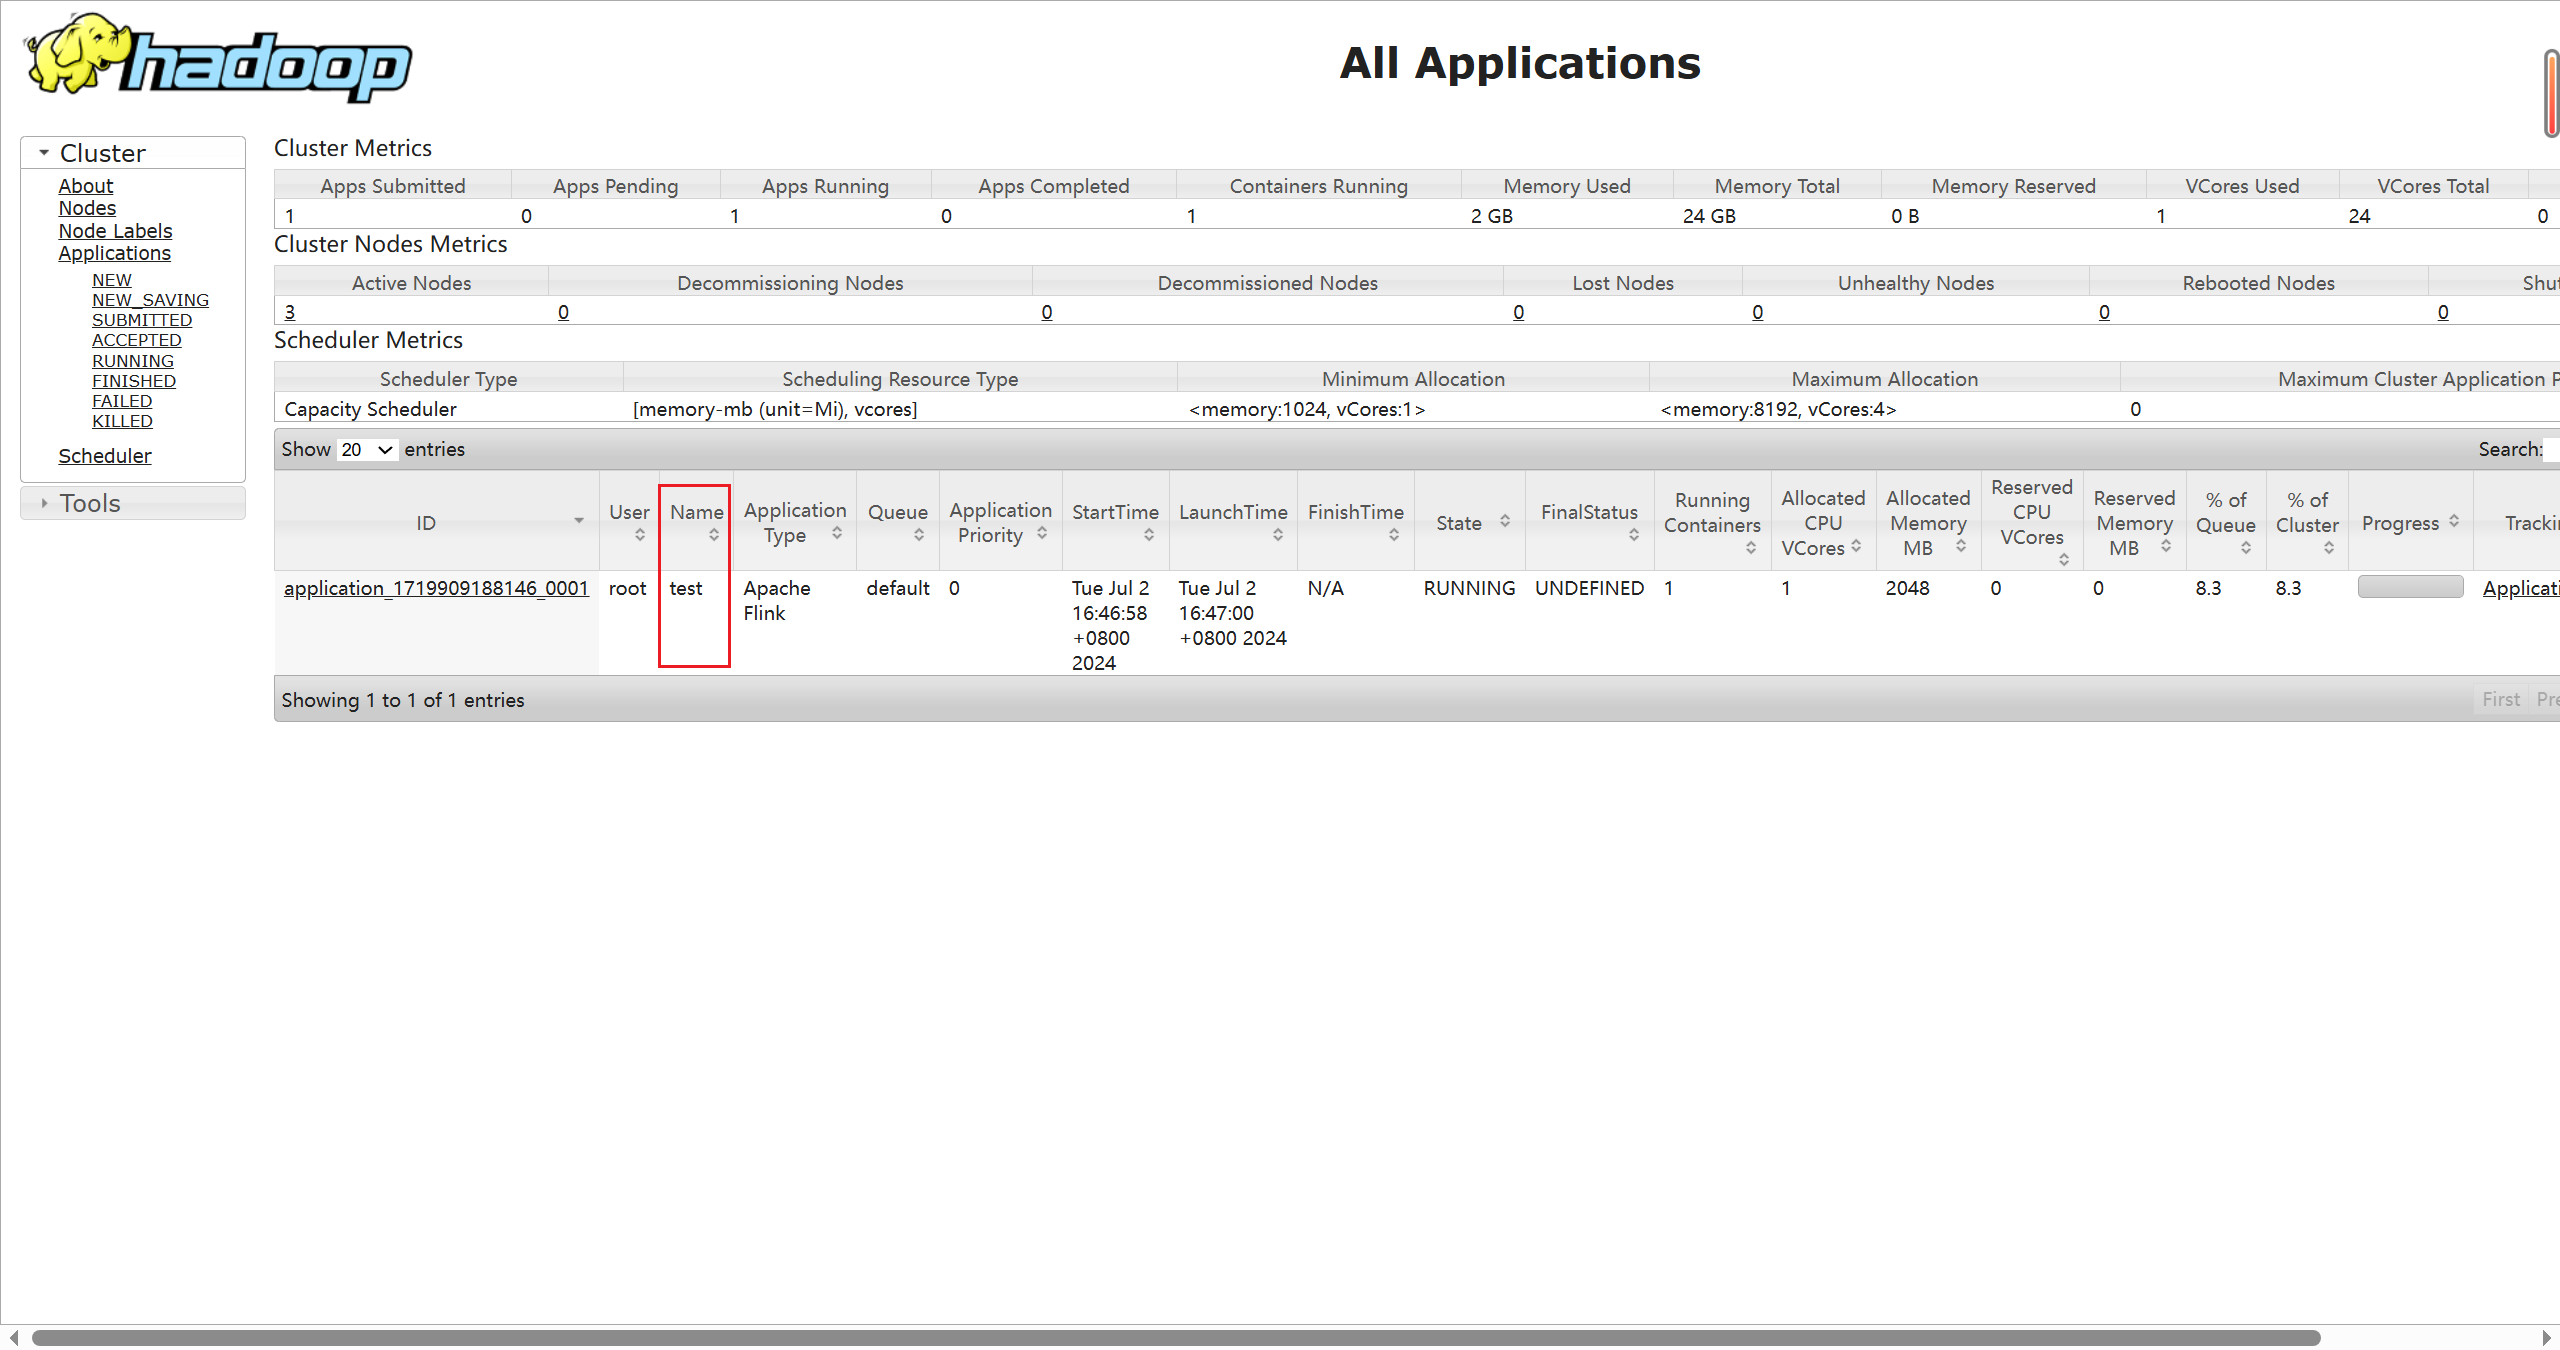 hadoop
All Applications
Cluster
About
Nodes
Node Labels
Applications
NEW
NEW_SAVING
SUBMITTED
ACCEPTED
RUNNING
FINISHED
FAILED
KILLED
Scheduler
Tools
Cluster Metrics
Apps Submitted Apps Pending Apps Running Apps Completed Containers Running Memory Used Memory Total Memory Reserved VCores Used VCores Total
1 0 1 0 1 2 GB 24 GB 0 B 1 24 0
Cluster Nodes Metrics
Active Nodes Decommissioning Nodes Decommissioned Nodes Lost Nodes Unhealthy Nodes Rebooted Nodes Shut
3 0 0 0 0 0 0
Scheduler Metrics
Scheduler Type Scheduling Resource Type Minimum Allocation Maximum Allocation Maximum Cluster Application P
Capacity Scheduler [memory-mb (unit=Mi), vcores] <memory:1024, vCores:1> <memory:8192, vCores:4> 0
Show 20 entries Search:
ID User Name Application Type Queue Application Priority StartTime LaunchTime FinishTime State FinalStatus Running Containers Allocated CPU VCores Allocated Memory MB Reserved CPU VCores Reserved Memory MB % of Queue % of Cluster Progress Tracki
application_1719909188146_0001 root test Apache Flink default 0 Tue Jul 2 16:46:58 +0800 2024 Tue Jul 2 16:47:00 +0800 2024 N/A RUNNING UNDEFINED 1 1 2048 0 0 8.3 8.3 Applicati
Showing 1 to 1 of 1 entries First Pre